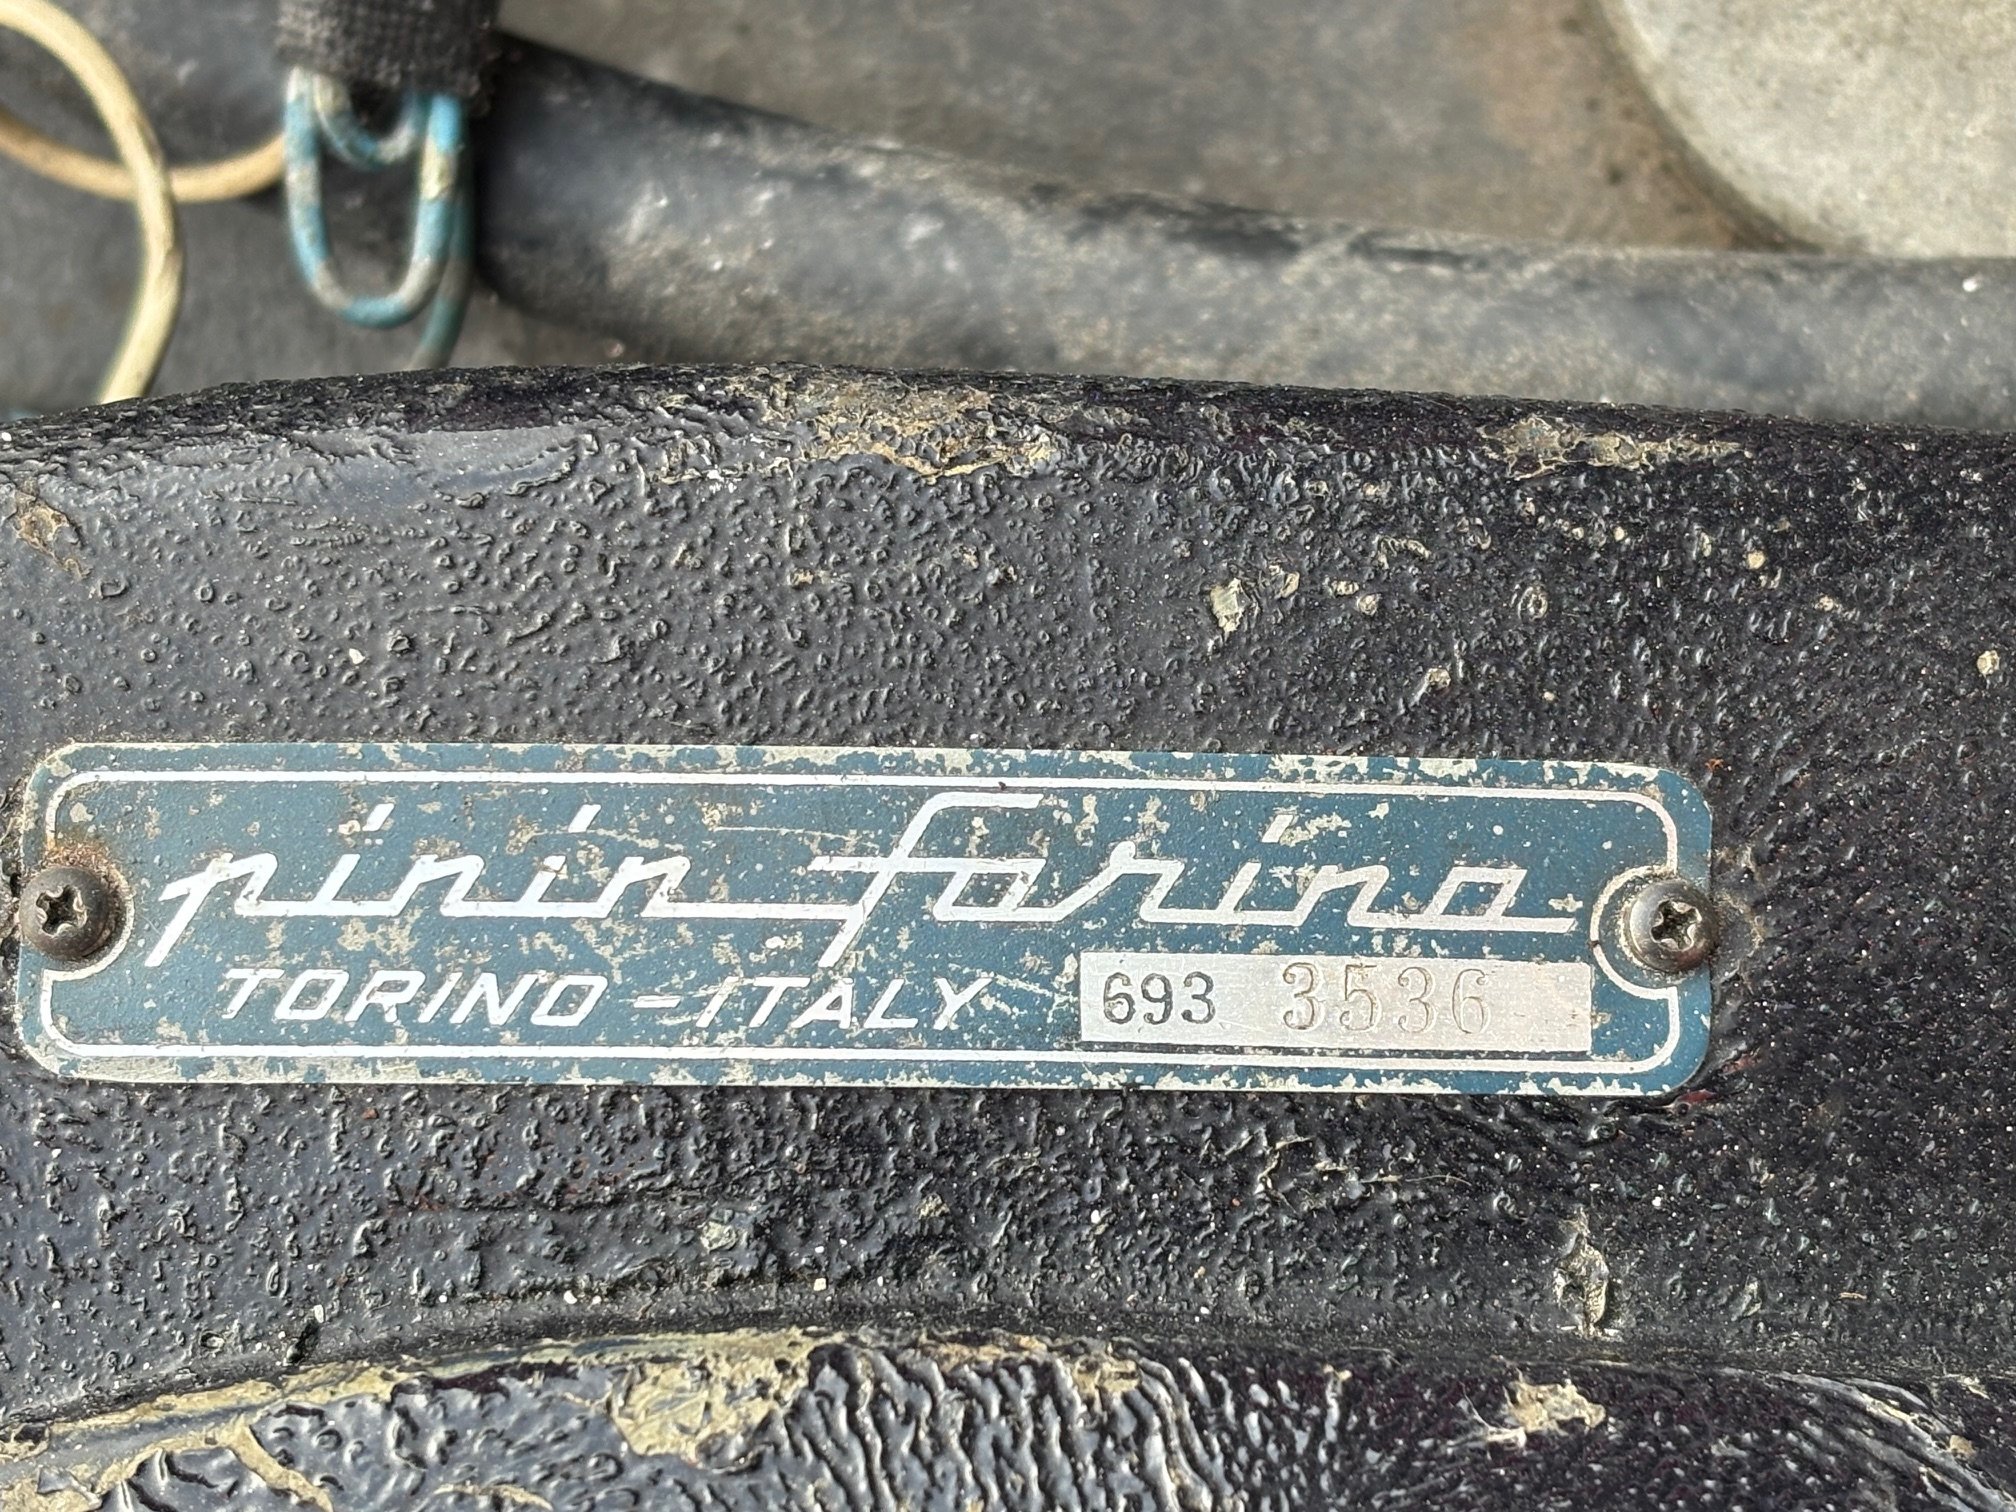 pinin farina
TORINO - ITALY 693 3536